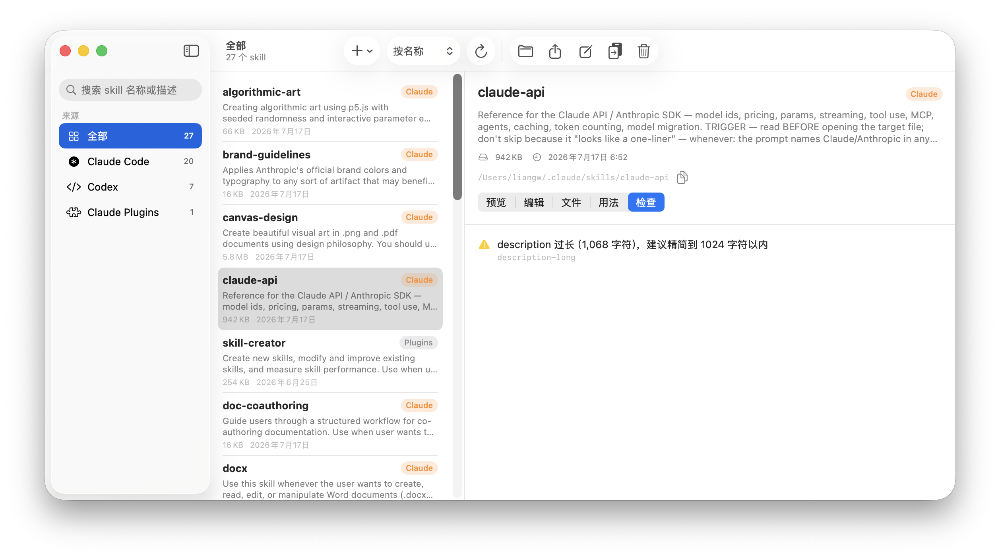 搜索 skill 名称或描述
来源
全部 27
Claude Code 20
Codex 7
Claude Plugins 1
全部
27 个 skill
按名称
algorithmic-art Claude
Creating algorithmic art using p5.js with
seeded randomness and interactive parameter e...
66 KB 2026年7月17日
brand-guidelines Claude
Applies Anthropic's official brand colors and
typography to any sort of artifact that may benefi...
16 KB 2026年7月17日
canvas-design Claude
Create beautiful visual art in .png and .pdf
documents using design philosophy. You should u...
5.8 MB 2026年7月17日
claude-api Claude
Reference for the Claude API / Anthropic SDK —
model ids, pricing, params, streaming, tool use, M...
942 KB 2026年7月17日
skill-creator Plugins
Create new skills, modify and improve existing
skills, and measure skill performance. Use when u...
254 KB 2026年6月25日
doc-coauthoring Claude
Guide users through a structured workflow for co-
authoring documentation. Use when user wants t...
16 KB 2026年7月17日
docx Claude
Use this skill whenever the user wants to create,
read, edit, or manipulate Word documents (.docx...
claude-api Claude
Reference for the Claude API / Anthropic SDK — model ids, pricing, params, streaming, tool use, MCP,
agents, caching, token counting, model migration. TRIGGER — read BEFORE opening the target file;
don't skip because it "looks like a one-liner" — whenever: the prompt names Claude/Anthropic in any...
942 KB 2026年7月17日 6:52
/Users/liangw/.claude/skills/claude-api
预览 编辑 文件 用法 检查
description 过长 (1,068 字符)，建议精简到 1024 字符以内
description-long